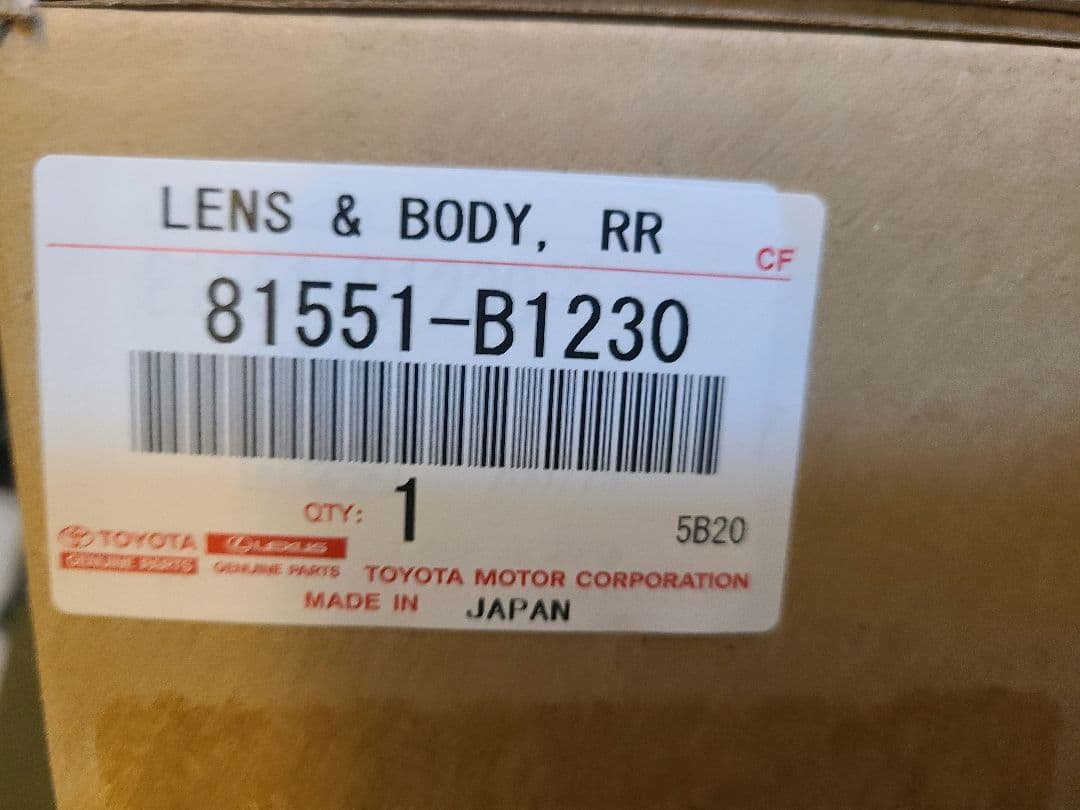 LENS & BODY, RR
CF
81551-B1230
QTY: 1
5B20
TOYOTA LEXUS
GENUINE PARTS GENUINE PARTS TOYOTA MOTOR CORPORATION
MADE IN JAPAN